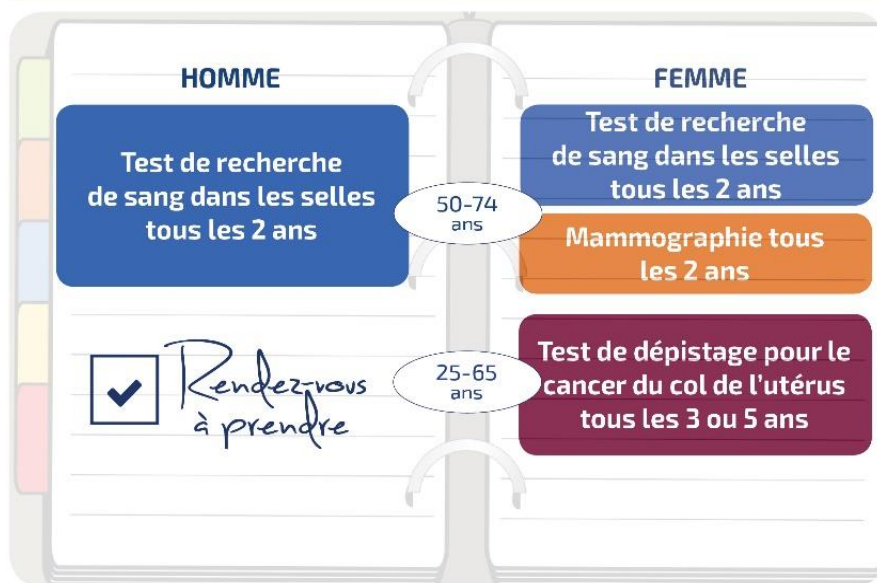 HOMME
Test de recherche
de sang dans les selles
tous les 2 ans
Rendez-vous
à prendre
50-74
ans
25-65
ans
FEMME
Test de recherche
de sang dans les selles
tous les 2 ans
Mammographie tous
les 2 ans
Test de dépistage pour le
cancer du col de l'utérus
tous les 3 ou 5 ans